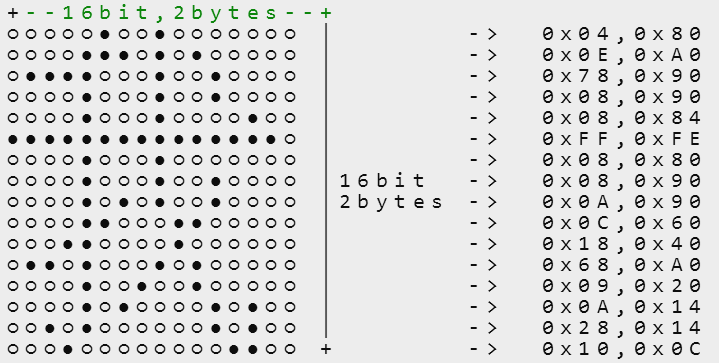 +--16bit,2bytes--+
○○○○○●○○●○○○○○○○ | -> 0x04,0x80
○○○○●●●○●○●○○○○○ | -> 0x0E,0xA0
○●●●●○○○●○○●○○○○ | -> 0x78,0x90
○○○○●○○○●○○●○○○○ | -> 0x08,0x90
○○○○●○○○●○○○○●○○ | -> 0x08,0x84
●●●●●●●●●●●●●●●○ | -> 0xFF,0xFE
○○○○●○○○●○○○○○○○ | -> 0x08,0x80
○○○○●○○○●○○●○○○○ |16bit -> 0x08,0x90
○○○○●○●○●○○●○○○○ |2bytes -> 0x0A,0x90
○○○○●●○○○●●○○○○○ | -> 0x0C,0x60
○○○●●○○○○●○○○○○○ | -> 0x18,0x40
○●●○●○○○●○●○○○○○ | -> 0x68,0xA0
○○○○●○○●○○●○○○○○ | -> 0x09,0x20
○○○○●○●○○○○●○●○○ | -> 0x0A,0x14
○○●○●○○○○○○●○●○○ | -> 0x28,0x14
○○○●○○○○○○○○●●○○ + -> 0x10,0x0C